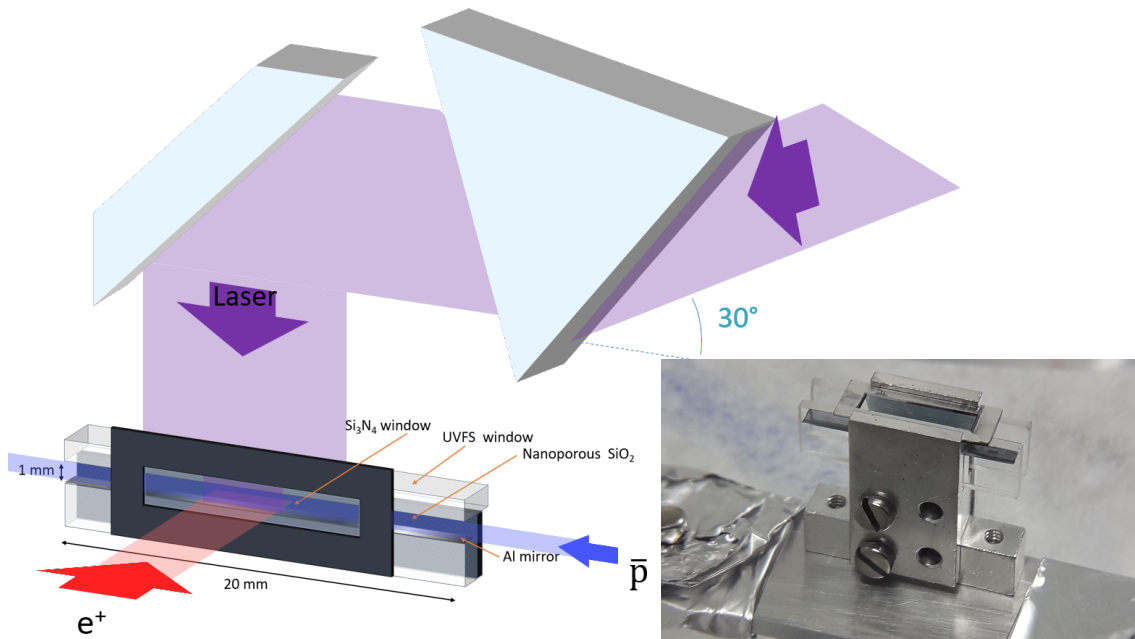 Laser
30°
Si₃N₄ window
UVFS window
Nanoporous SiO₂
1 mm
Al mirror
20 mm
p̅
e⁺